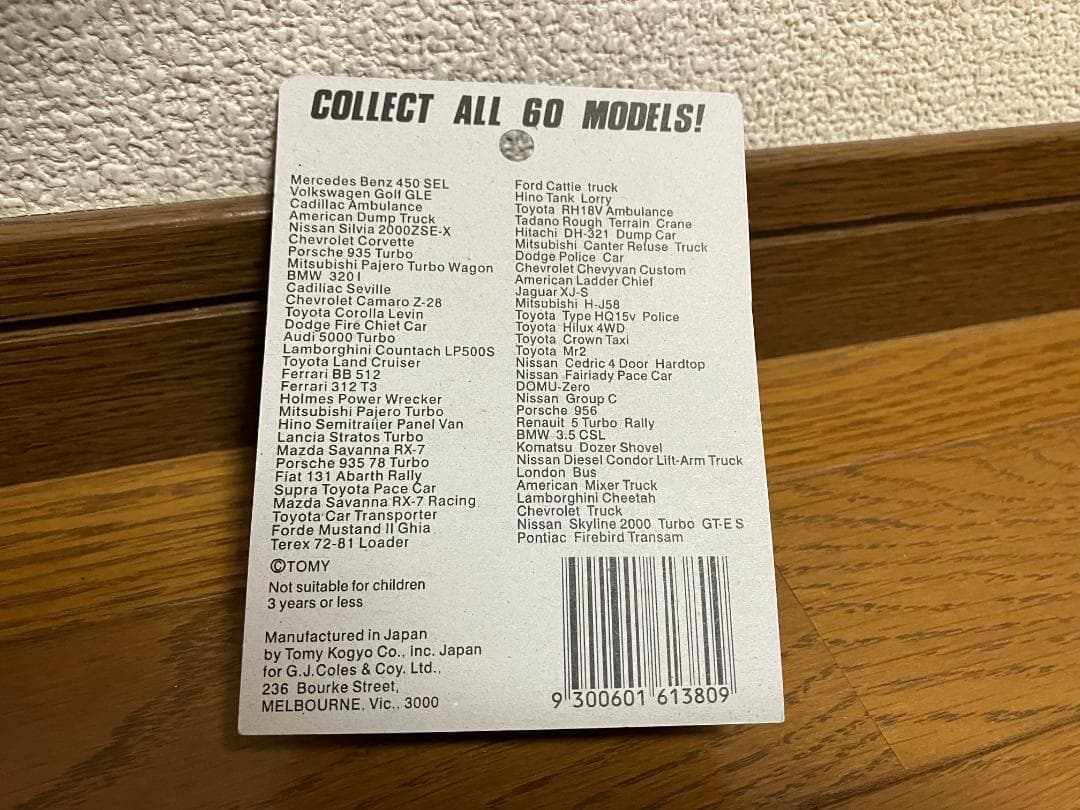 COLLECT ALL 60 MODELS!
Mercedes Benz 450 SEL
Volkswagen Golf GLE
Cadillac Ambulance
American Dump Truck
Nissan Silvia 2000ZSE-X
Chevrolet Corvette
Porsche 935 Turbo
Mitsubishi Pajero Turbo Wagon
BMW 320 I
Cadiliac Seville
Chevrolet Camaro Z-28
Toyota Corolla Levin
Dodge Fire Chiet Car
Audi 5000 Turbo
Lamborghini Countach LP500S
Toyota Land Cruiser
Ferrari BB 512
Ferrari 312 T3
Holmes Power Wrecker
Mitsubishi Pajero Turbo
Hino Semitrailer Panel Van
Lancia Stratos Turbo
Mazda Savanna RX-7
Porsche 935 78 Turbo
Fiat 131 Abarth Rally
Supra Toyota Pace Car
Mazda Savanna RX-7 Racing
Toyota Car Transporter
Forde Mustand II Ghia
Terex 72-81 Loader
Ford Cattie truck
Hino Tank Lorry
Toyota RH18V Ambulance
Tadano Rough Terrain Crane
Hitachi DH-321 Dump Car
Mitsubishi Canter Refuse Truck
Dodge Police Car
Chevrolet Chevyvan Custom
American Ladder Chief
Jaguar XJ-S
Mitsubishi H-J58
Toyota Type HQ15v Police
Toyota Hilux 4WD
Toyota Crown Taxi
Toyota Mr2
Nissan Cedric 4 Door Hardtop
Nissan Fairiady Pace Car
DOMU-Zero
Nissan Group C
Porsche 956
Renault 5 Turbo Rally
BMW 3.5 CSL
Komatsu Dozer Shovel
Nissan Diesel Condor Lift-Arm Truck
London Bus
American Mixer Truck
Lamborghini Cheetah
Chevrolet Truck
Nissan Skyline 2000 Turbo GT-E S
Pontiac Firebird Transam
©TOMY
Not suitable for children
3 years or less
Manufactured in Japan
by Tomy Kogyo Co., inc. Japan
for G.J.Coles & Coy. Ltd.,
236 Bourke Street,
MELBOURNE, Vic., 3000
9 300601 613809